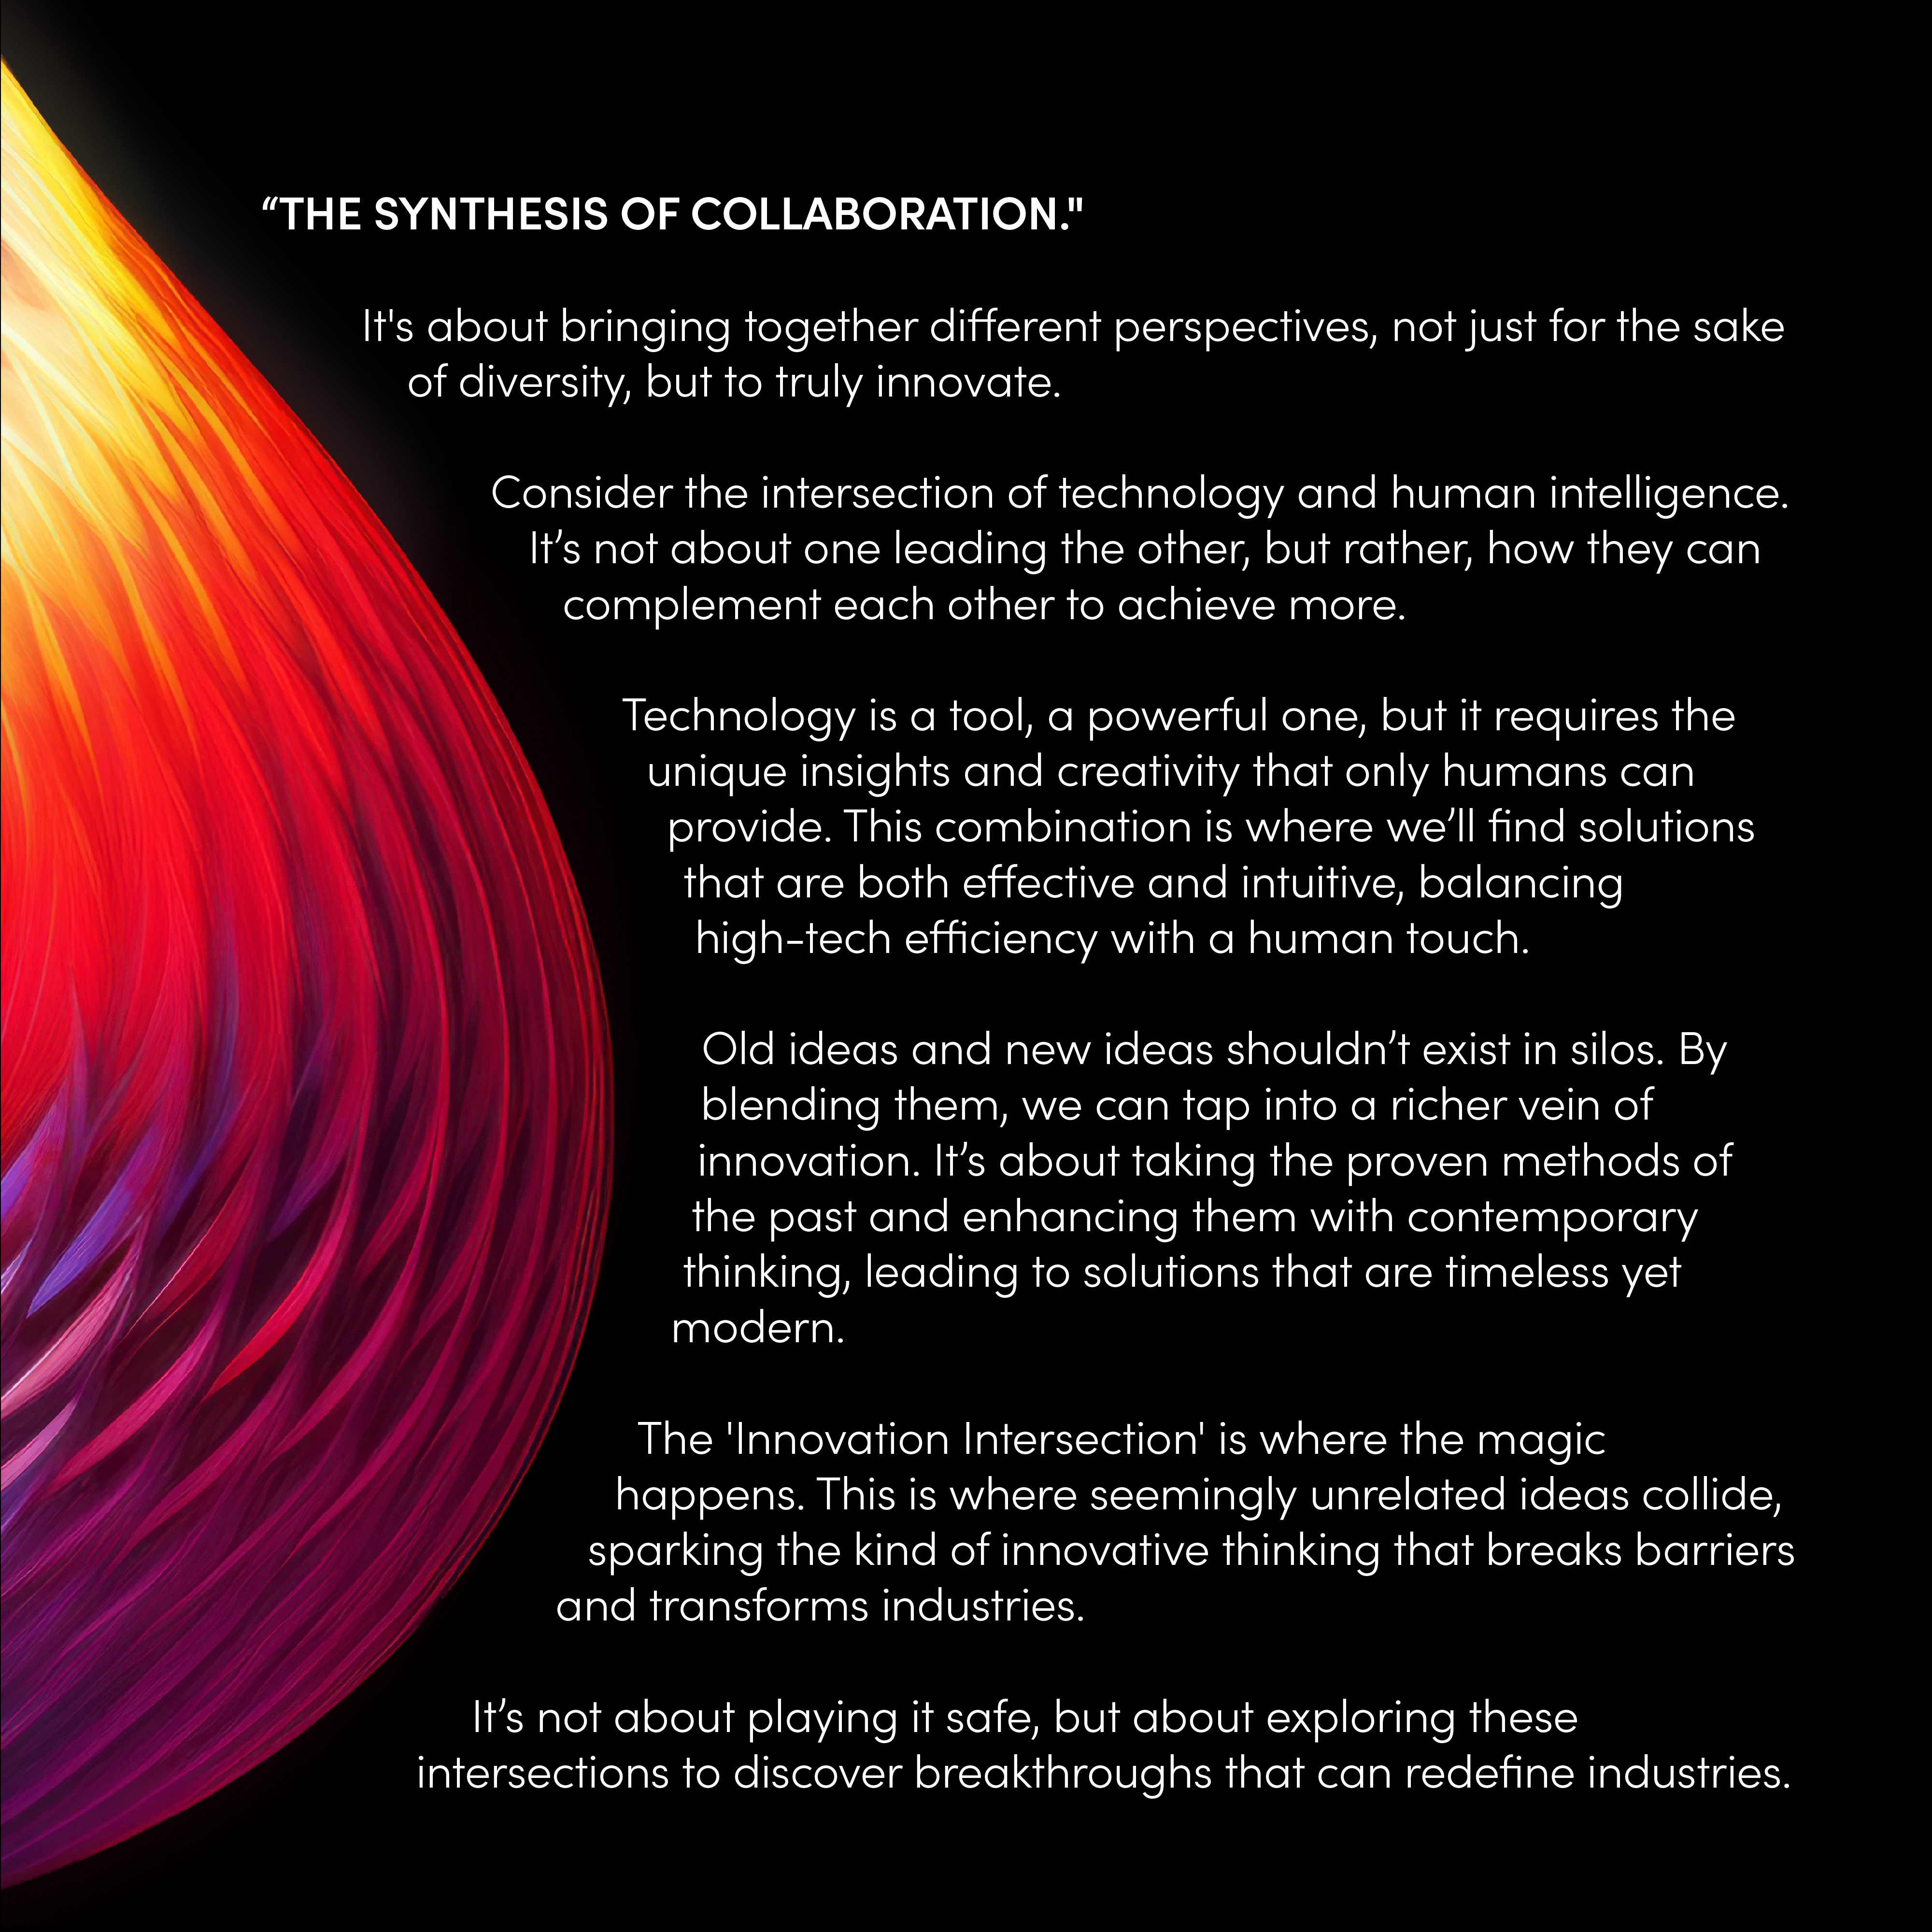 “THE SYNTHESIS OF COLLABORATION."
It's about bringing together different perspectives, not just for the sake
of diversity, but to truly innovate.
Consider the intersection of technology and human intelligence.
It’s not about one leading the other, but rather, how they can
complement each other to achieve more.
Technology is a tool, a powerful one, but it requires the
unique insights and creativity that only humans can
provide. This combination is where we’ll find solutions
that are both effective and intuitive, balancing
high-tech efficiency with a human touch.
Old ideas and new ideas shouldn’t exist in silos. By
blending them, we can tap into a richer vein of
innovation. It’s about taking the proven methods of
the past and enhancing them with contemporary
thinking, leading to solutions that are timeless yet
modern.
The 'Innovation Intersection' is where the magic
happens. This is where seemingly unrelated ideas collide,
sparking the kind of innovative thinking that breaks barriers
and transforms industries.
It’s not about playing it safe, but about exploring these
intersections to discover breakthroughs that can redefine industries.